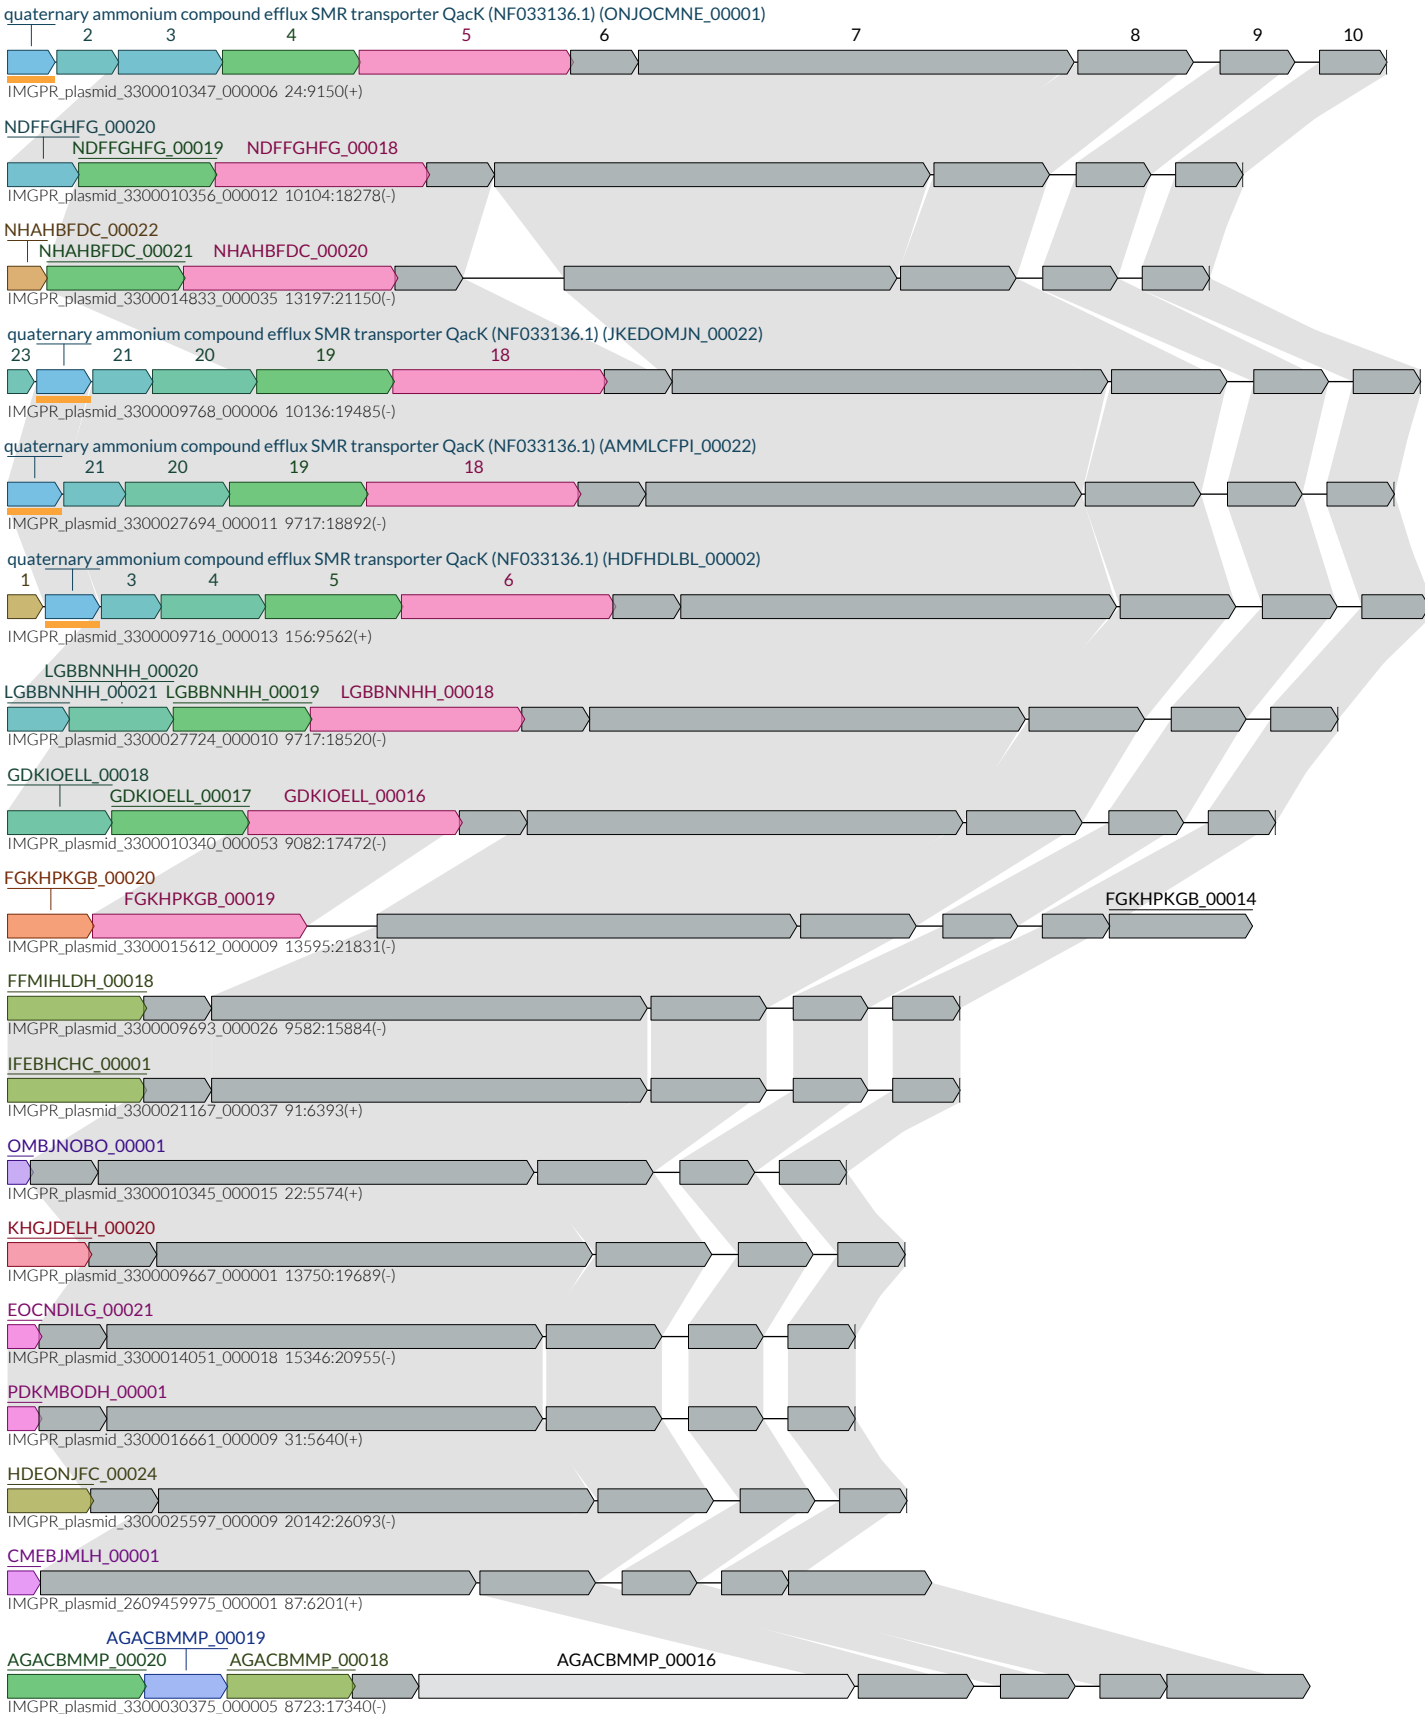 quaternary ammonium compound efflux SMR transporter QacK (NF033136.1) (ONJOCMNE_00001)
2 3 4 5 6 7 8 9 10
IMGPR_plasmid_3300010347_000006 24:9150(+)
NDFFGHFG_00020
NDFFGHFG_00019 NDFFGHFG_00018
IMGPR_plasmid_3300010356_000012 10104:18278(-)
NHAHBFDC_00022
NHAHBFDC_00021 NHAHBFDC_00020
IMGPR_plasmid_3300014833_000035 13197:21150(-)
quaternary ammonium compound efflux SMR transporter QacK (NF033136.1) (JKEDOMJN_00022)
23 21 20 19 18
IMGPR_plasmid_3300009768_000006 10136:19485(-)
quaternary ammonium compound efflux SMR transporter QacK (NF033136.1) (AMMLCFPI_00022)
21 20 19 18
IMGPR_plasmid_3300027694_000011 9717:18892(-)
quaternary ammonium compound efflux SMR transporter QacK (NF033136.1) (HDFHDLBL_00002)
1 3 4 5 6
IMGPR_plasmid_3300009716_000013 156:9562(+)
LGBBNNHH_00020
LGBBNNHH_00021 LGBBNNHH_00019 LGBBNNHH_00018
IMGPR_plasmid_3300027724_000010 9717:18520(-)
GDKIOELL_00018
GDKIOELL_00017 GDKIOELL_00016
IMGPR_plasmid_3300010340_000053 9082:17472(-)
FGKHPKGB_00020
FGKHPKGB_00019 FGKHPKGB_00014
IMGPR_plasmid_3300015612_000009 13595:21831(-)
FFMIHLDH_00018
IMGPR_plasmid_3300009693_000026 9582:15884(-)
IFEBHCHC_00001
IMGPR_plasmid_3300021167_000037 91:6393(+)
OMBJNOBO_00001
IMGPR_plasmid_3300010345_000015 22:5574(+)
KHGJDELH_00020
IMGPR_plasmid_3300009667_000001 13750:19689(-)
EOCNDILG_00021
IMGPR_plasmid_3300014051_000018 15346:20955(-)
PDKMBODH_00001
IMGPR_plasmid_3300016661_000009 31:5640(+)
HDEONJFC_00024
IMGPR_plasmid_3300025597_000009 20142:26093(-)
CMEBJMLH_00001
IMGPR_plasmid_2609459975_000001 87:6201(+)
AGACBMMP_00019
AGACBMMP_00020 AGACBMMP_00018 AGACBMMP_00016
IMGPR_plasmid_3300030375_000005 8723:17340(-)